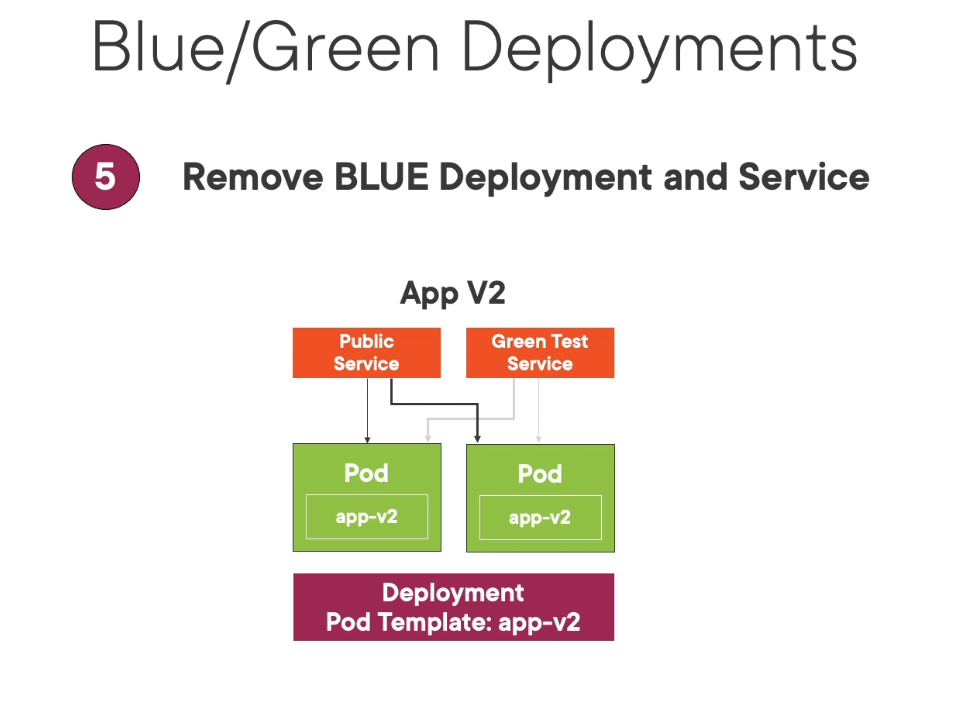 Blue/Green Deployments
5
Remove BLUE Deployment and Service
App V2
Public
Service
Green Test
Service
Pod
app-v2
Pod
app-v2
Deployment
Pod Template: app-v2